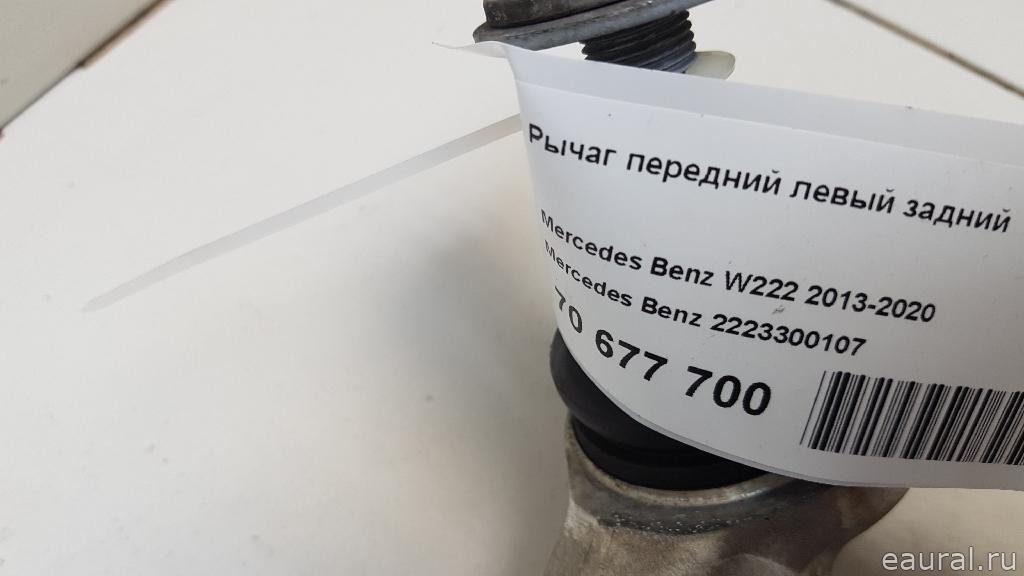 Рычаг передний левый задний
Mercedes Benz W222 2013-2020
Mercedes Benz 2223300107
70 677 700
eaural.ru